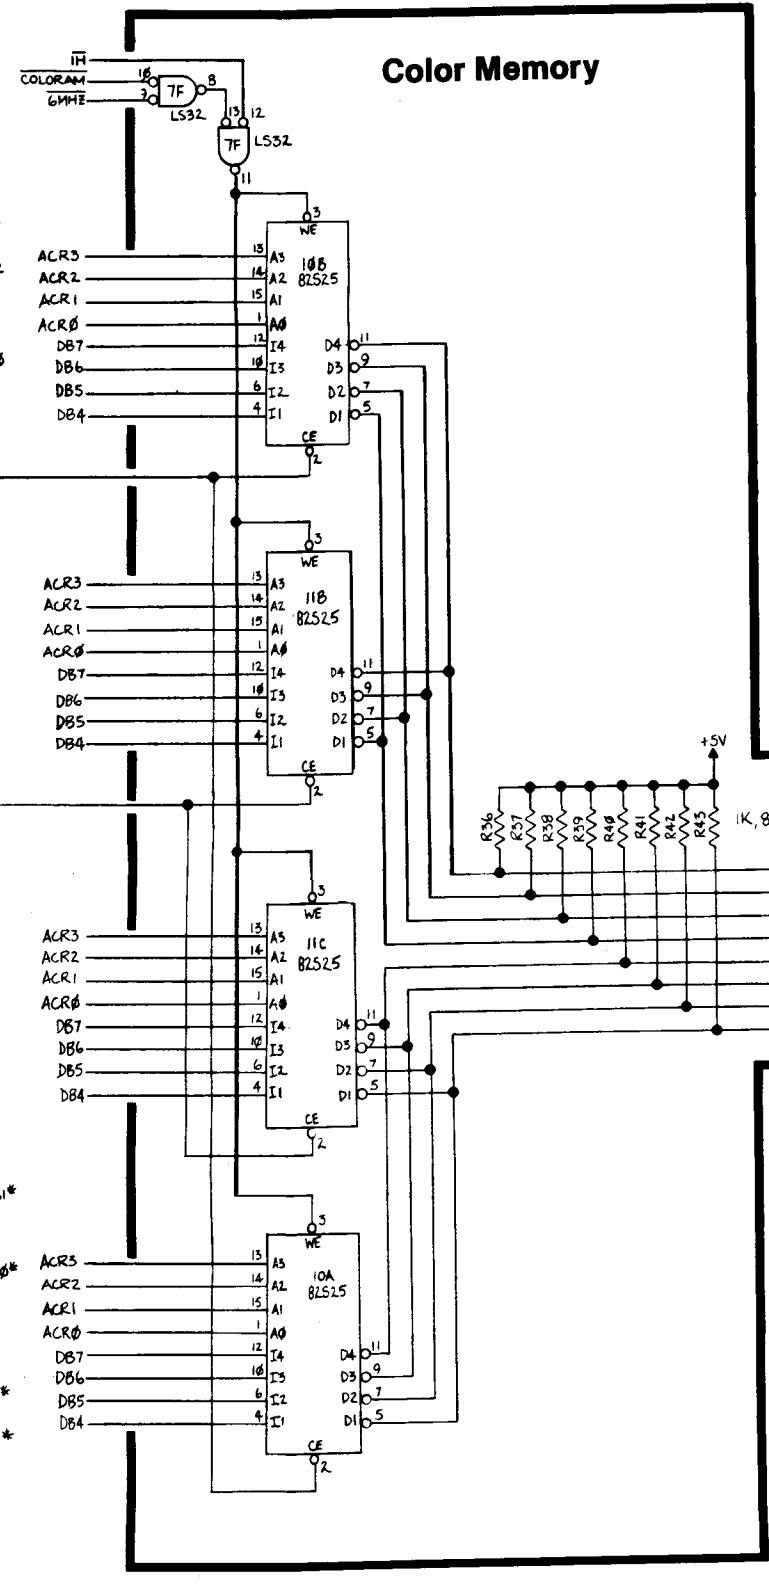 Color Memory
1H
COLORAM 10 8
7F
6MHZ 9
LS32
13 12
7F LS32
11
3
WE
ACR3 13 A3
10B
82S25
ACR2 14 A2
ACR1 15 A1
ACRØ 1 AØ
DB7 12 I4 D4 11
DB6 1Ø I3 D3 9
DB5 6 I2 D2 7
DB4 4 I1 D1 5
CE
2
3
WE
ACR3 13 A3
11B
82S25
ACR2 14 A2
ACR1 15 A1
ACRØ 1 AØ
DB7 12 I4 D4 11
DB6 1Ø I3 D3 9
DB5 6 I2 D2 7
DB4 4 I1 D1 5
CE
2
+5V
R36 R37 R38 R39 R4Ø R41 R42 R43 1K, 8
3
WE
ACR3 13 A3
11C
82S25
ACR2 14 A2
ACR1 15 A1
ACRØ 1 AØ
DB7 12 I4 D4 11
DB6 1Ø I3 D3 9
DB5 6 I2 D2 7
DB4 4 I1 D1 5
CE
2
3
WE
ACR3 13 A3
10A
82S25
ACR2 14 A2
ACR1 15 A1
ACRØ 1 AØ
DB7 12 I4 D4 11
DB6 1Ø I3 D3 9
DB5 6 I2 D2 7
DB4 4 I1 D1 5
CE
2